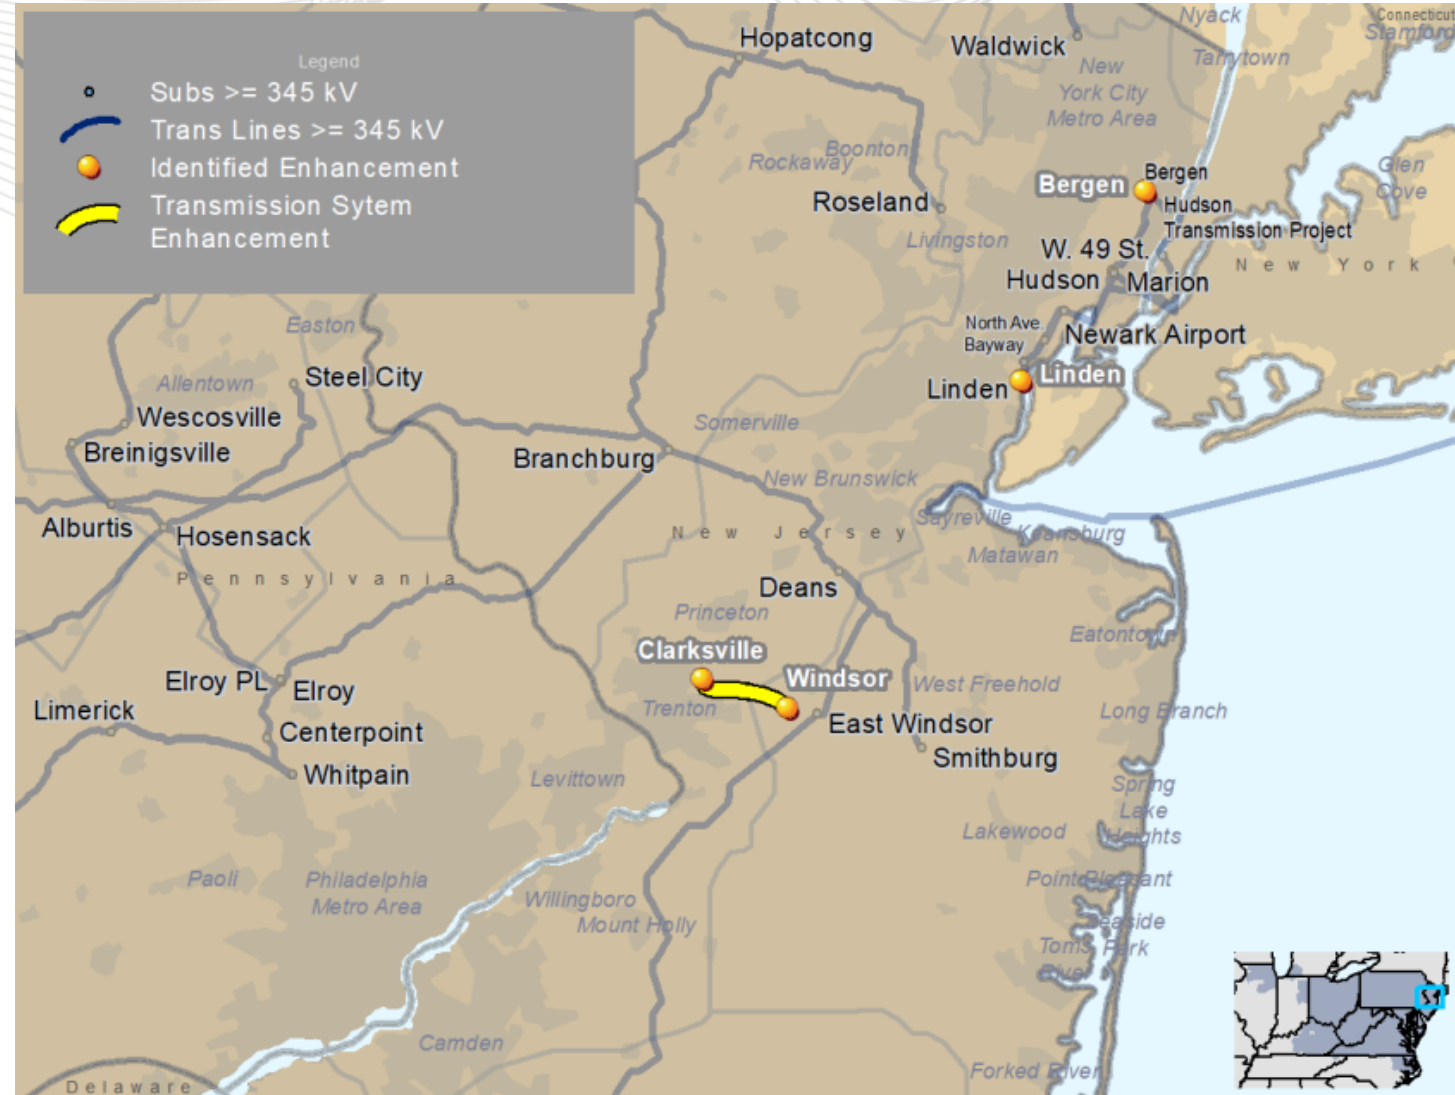 Legend
Subs >= 345 kV
Trans Lines >= 345 kV
Identified Enhancement
Transmission Sytem
Enhancement
Nyack
Connecticut
Stamford
Hopatcong
Waldwick
Tarrytown
New
York City
Metro Area
Boonton
Rockaway
Glen
Cove
Bergen
Bergen
Roseland
Hudson
Transmission Project
Livingston
W. 49 St.
New York
Hudson
Marion
Easton
North Ave.
Bayway
Newark Airport
Allentown
Steel City
Linden
Linden
Wescosville
Somerville
Breinigsville
Branchburg
New Brunswick
Alburtis
Hosensack
New Jersey
Sayreville
Keansburg
Matawan
Pennsylvania
Deans
Princeton
Eatontown
Clarksville
Windsor
Elroy PL
Elroy
West Freehold
Limerick
Trenton
Long Branch
Centerpoint
East Windsor
Smithburg
Whitpain
Levittown
Spring
Lake
Heights
Lakewood
Paoli
Philadelphia
Metro Area
Point Pleasant
Willingboro
Mount Holly
Seaside
Park
Toms
River
Camden
Forked River
Delaware